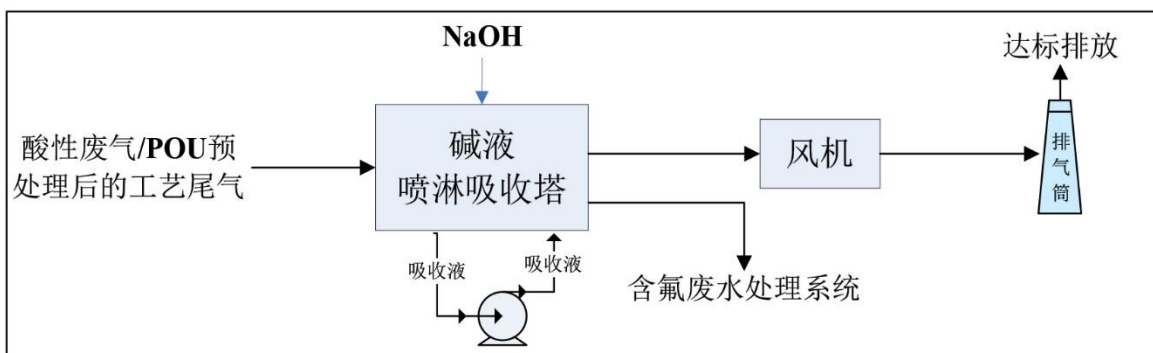 NaOH
达标排放
酸性废气/POU预
处理后的工艺尾气
碱液
喷淋吸收塔
风机
排
气
筒
吸收液
吸收液
含氟废水处理系统